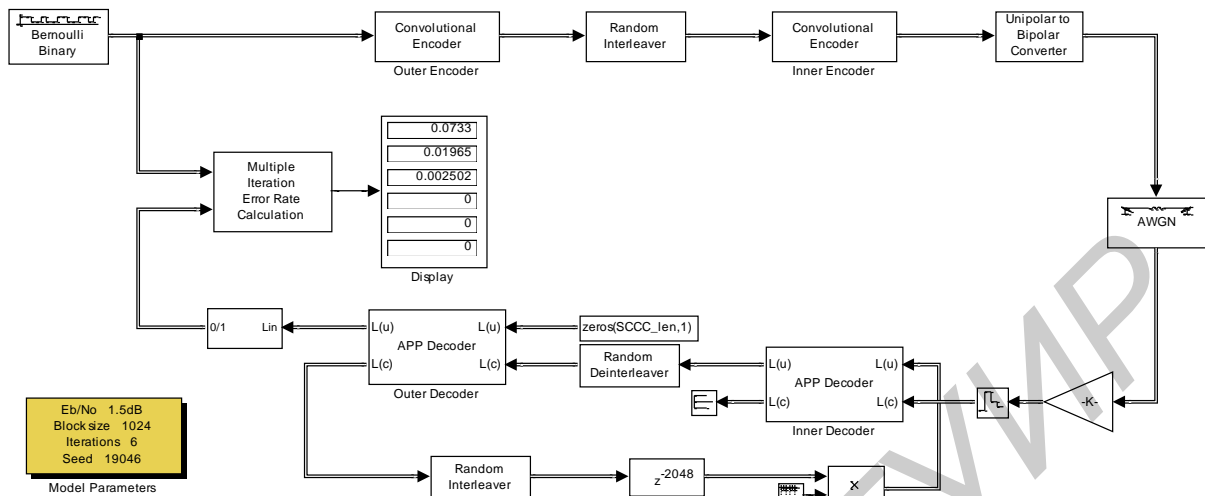 Bernoulli
Binary
Convolutional
Encoder
Outer Encoder
Random
Interleaver
Convolutional
Encoder
Inner Encoder
Unipolar to
Bipolar
Converter
AWGN
Multiple
Iteration
Error Rate
Calculation
0.0733
0.01965
0.002502
0
0
0
Display
0/1 Lin
L(u) L(u)
APP Decoder
L(c) L(c)
Outer Decoder
zeros(SCCC_len,1)
Random
Deinterleaver
L(u) L(u)
APP Decoder
L(c) L(c)
Inner Decoder
-K-
Eb/No 1.5dB
Block size 1024
Iterations 6
Seed 19046
Model Parameters
Random
Interleaver
z-2048
x
ГУИР